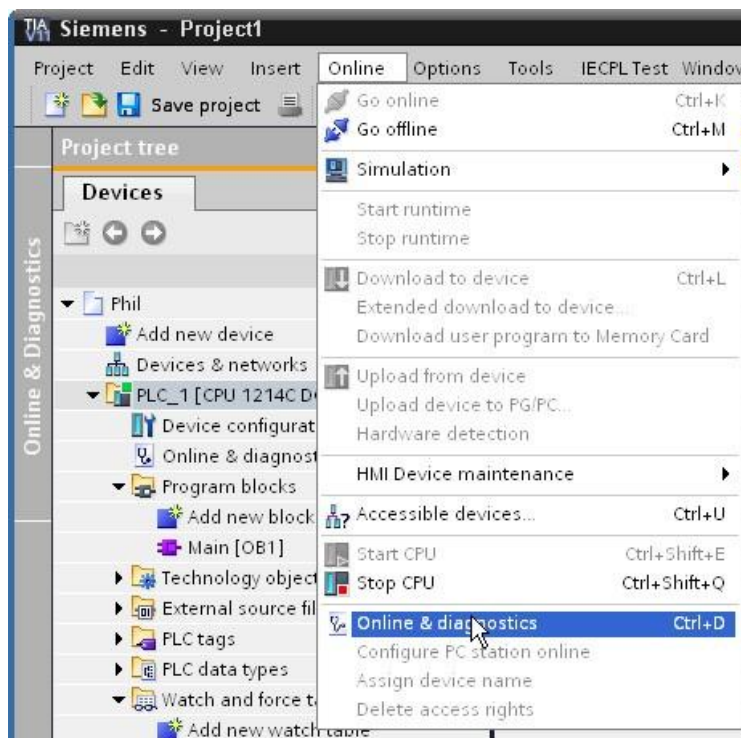 TIA V11 Siemens - Project1
Project Edit View Insert Online Options Tools IECPL Test Window
Save project
Project tree
Devices
Online & Diagnostics
Phil
Add new device
Devices & networks
PLC_1 [CPU 1214C D
Device configurat
Online & diagnost
Program blocks
Add new block
Main [OB1]
Technology object
External source fil
PLC tags
PLC data types
Watch and force t
Add new watch table
Go online Ctrl+K
Go offline Ctrl+M
Simulation
Start runtime
Stop runtime
Download to device Ctrl+L
Extended download to device...
Download user program to Memory Card
Upload from device
Upload device to PG/PC...
Hardware detection
HMI Device maintenance
Accessible devices... Ctrl+U
Start CPU Ctrl+Shift+E
Stop CPU Ctrl+Shift+Q
Online & diagnostics Ctrl+D
Configure PC station online
Assign device name
Delete access rights